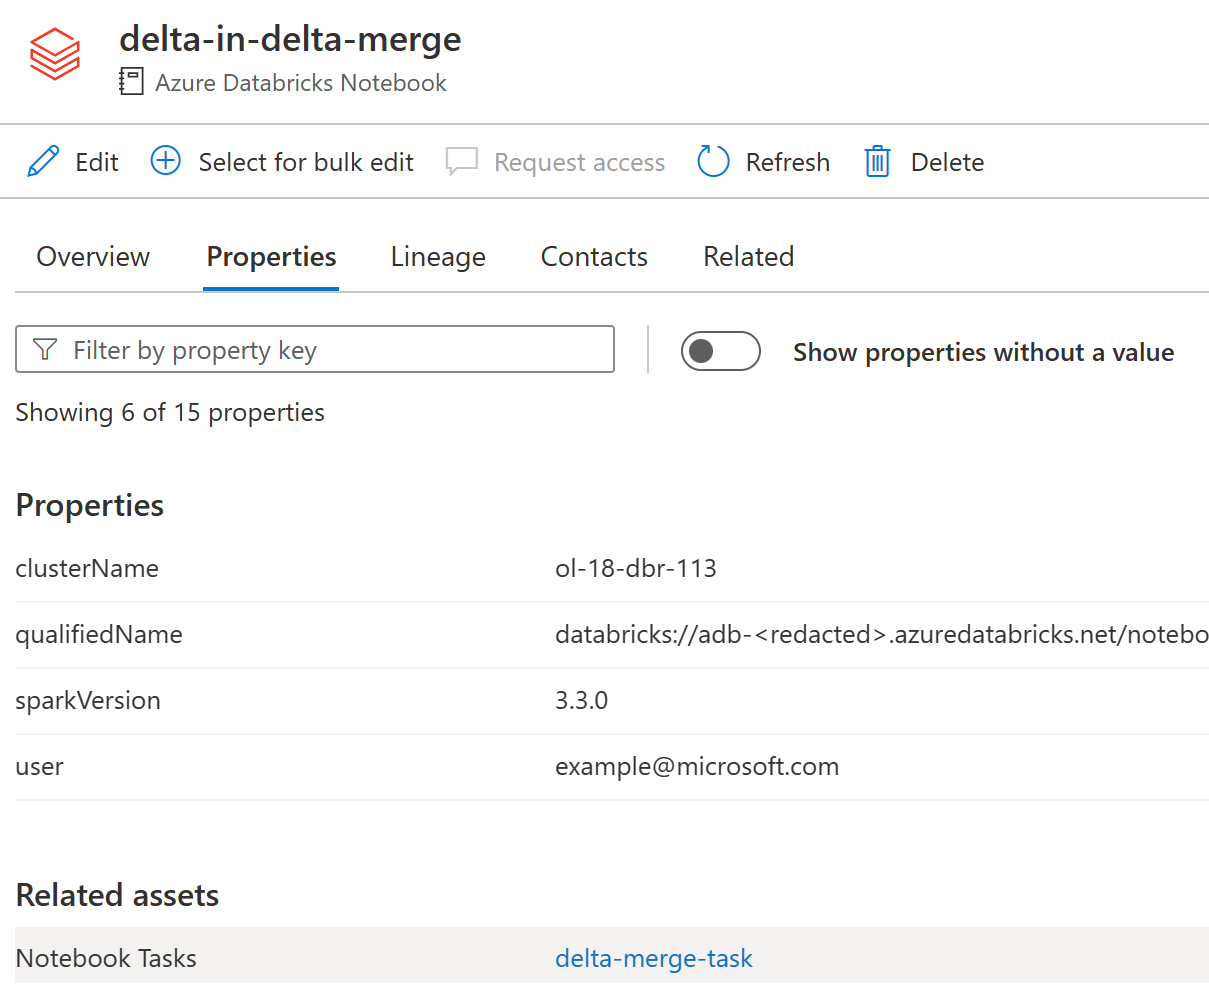 delta-in-delta-merge
Azure Databricks Notebook
Edit Select for bulk edit Request access Refresh Delete
Overview Properties Lineage Contacts Related
Filter by property key Show properties without a value
Showing 6 of 15 properties
Properties
clusterName ol-18-dbr-113
qualifiedName databricks://adb-<redacted>.azuredatabricks.net/notebo
sparkVersion 3.3.0
user example@microsoft.com
Related assets
Notebook Tasks delta-merge-task